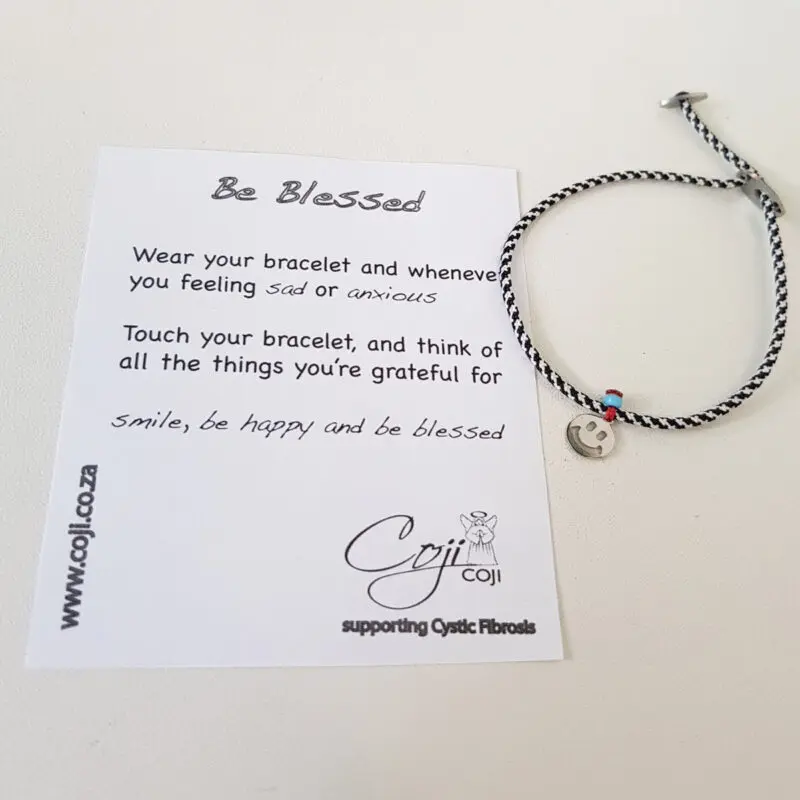 Be Blessed
Wear your bracelet and wheneve
you feeling sad or anxious
Touch your bracelet, and think of
all the things you're grateful for
smile, be happy and be blessed
www.coji.co.za
Coji
COJI
supporting Cystic Fibrosis